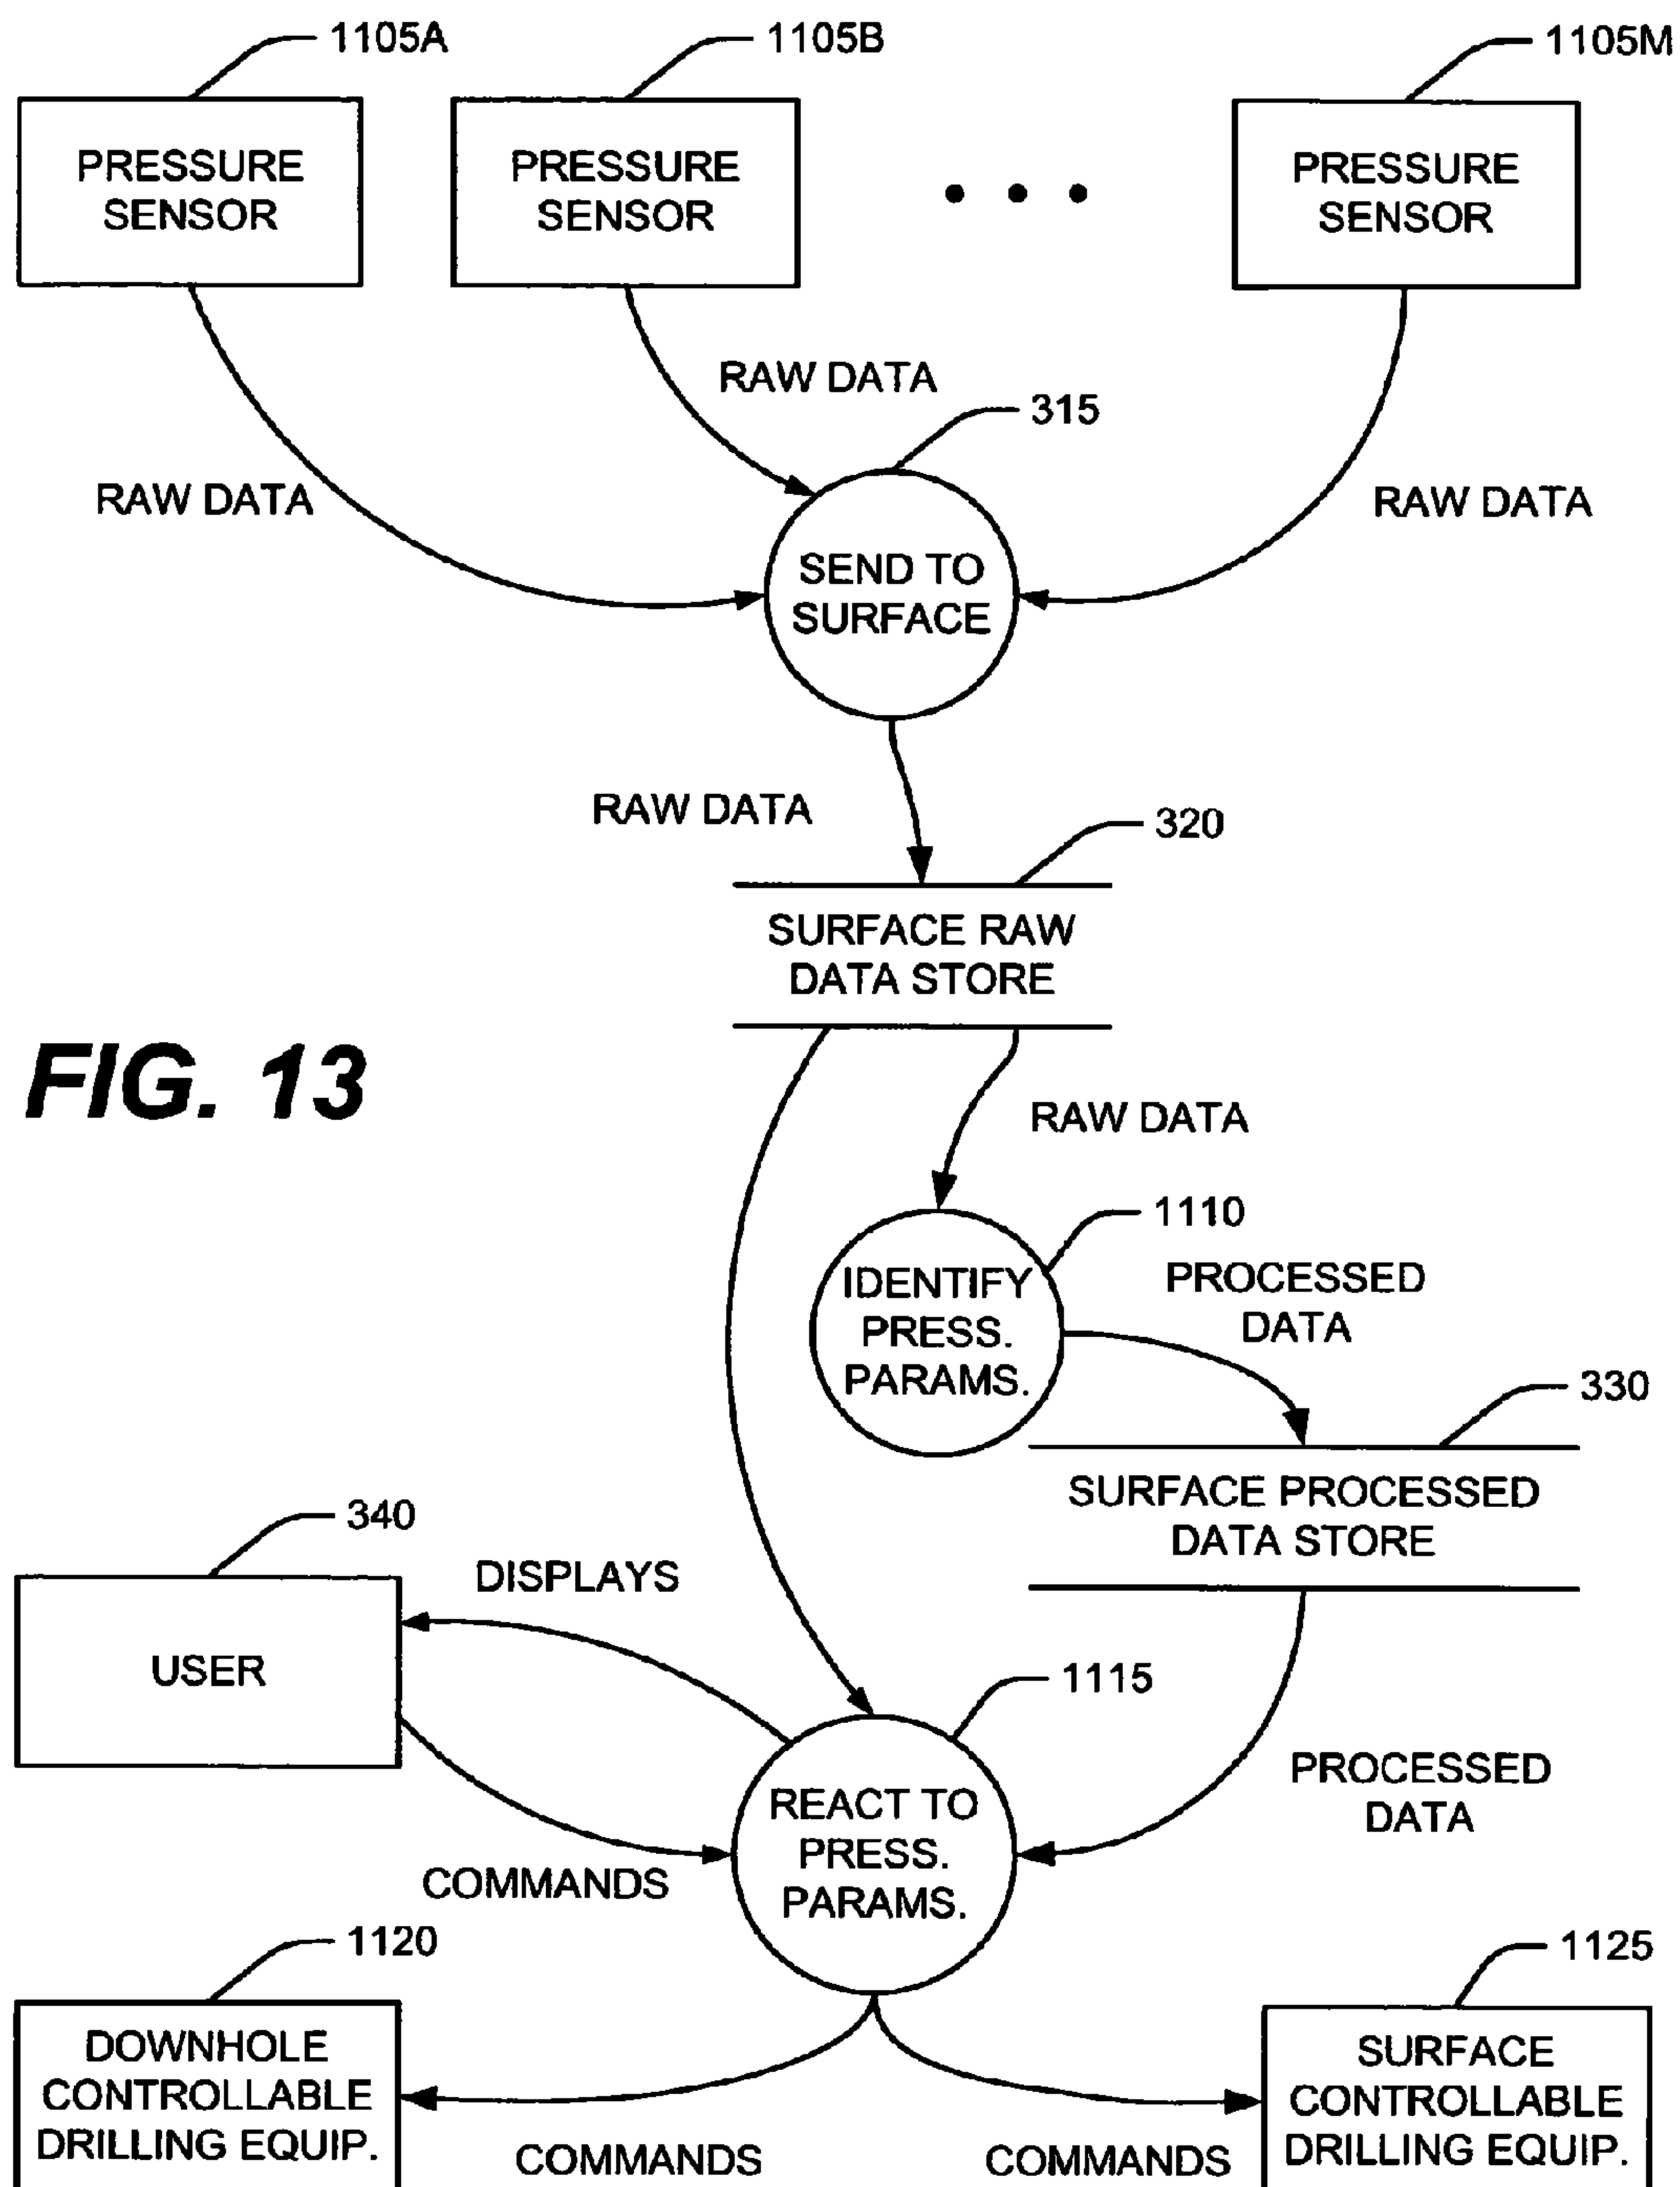 1105A
1105B
1105M
PRESSURE
SENSOR
PRESSURE
SENSOR
PRESSURE
SENSOR
RAW DATA
315
RAW DATA
RAW DATA
SEND TO
SURFACE
RAW DATA
320
SURFACE RAW
DATA STORE
FIG. 13
RAW DATA
1110
IDENTIFY
PRESS.
PARAMS.
PROCESSED
DATA
330
SURFACE PROCESSED
DATA STORE
340
DISPLAYS
USER
1115
REACT TO
PRESS.
PARAMS.
PROCESSED
DATA
COMMANDS
1120
1125
DOWNHOLE
CONTROLLABLE
DRILLING EQUIP.
SURFACE
CONTROLLABLE
DRILLING EQUIP.
COMMANDS
COMMANDS